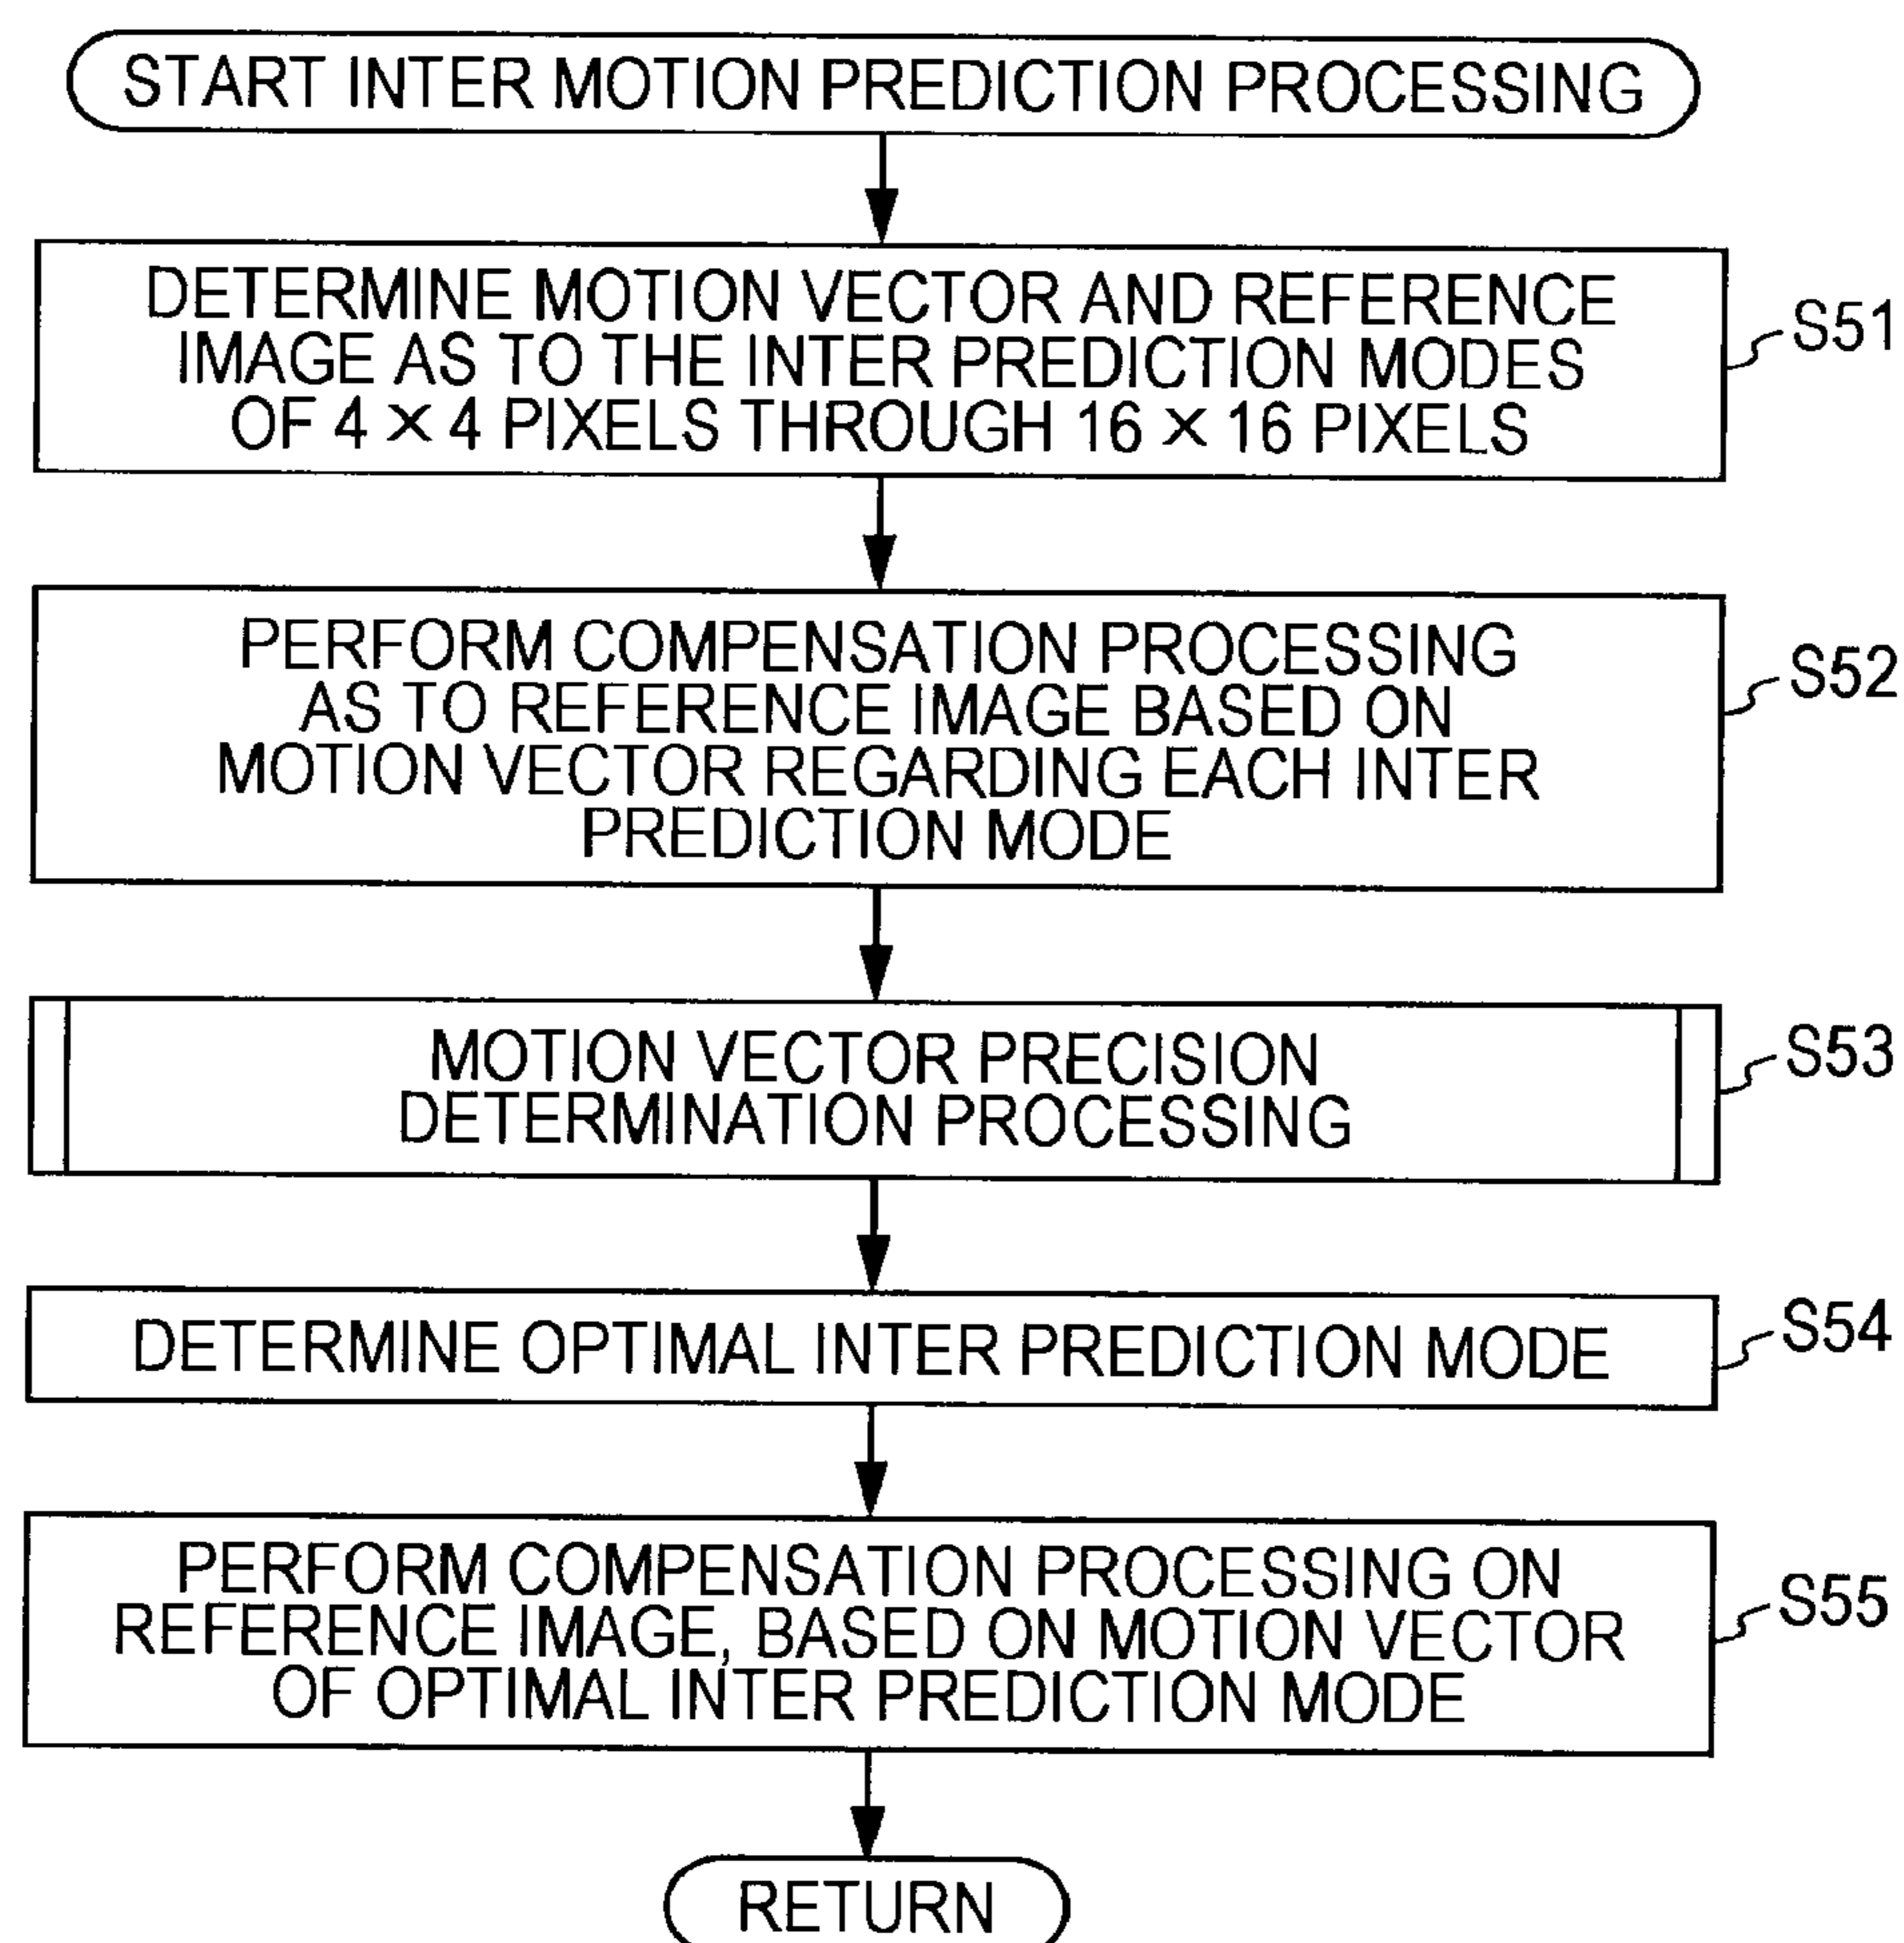 START INTER MOTION PREDICTION PROCESSING
DETERMINE MOTION VECTOR AND REFERENCE
IMAGE AS TO THE INTER PREDICTION MODES
OF 4 × 4 PIXELS THROUGH 16 × 16 PIXELS
S51
PERFORM COMPENSATION PROCESSING
AS TO REFERENCE IMAGE BASED ON
MOTION VECTOR REGARDING EACH INTER
PREDICTION MODE
S52
MOTION VECTOR PRECISION
DETERMINATION PROCESSING
S53
DETERMINE OPTIMAL INTER PREDICTION MODE
S54
PERFORM COMPENSATION PROCESSING ON
REFERENCE IMAGE, BASED ON MOTION VECTOR
OF OPTIMAL INTER PREDICTION MODE
S55
RETURN